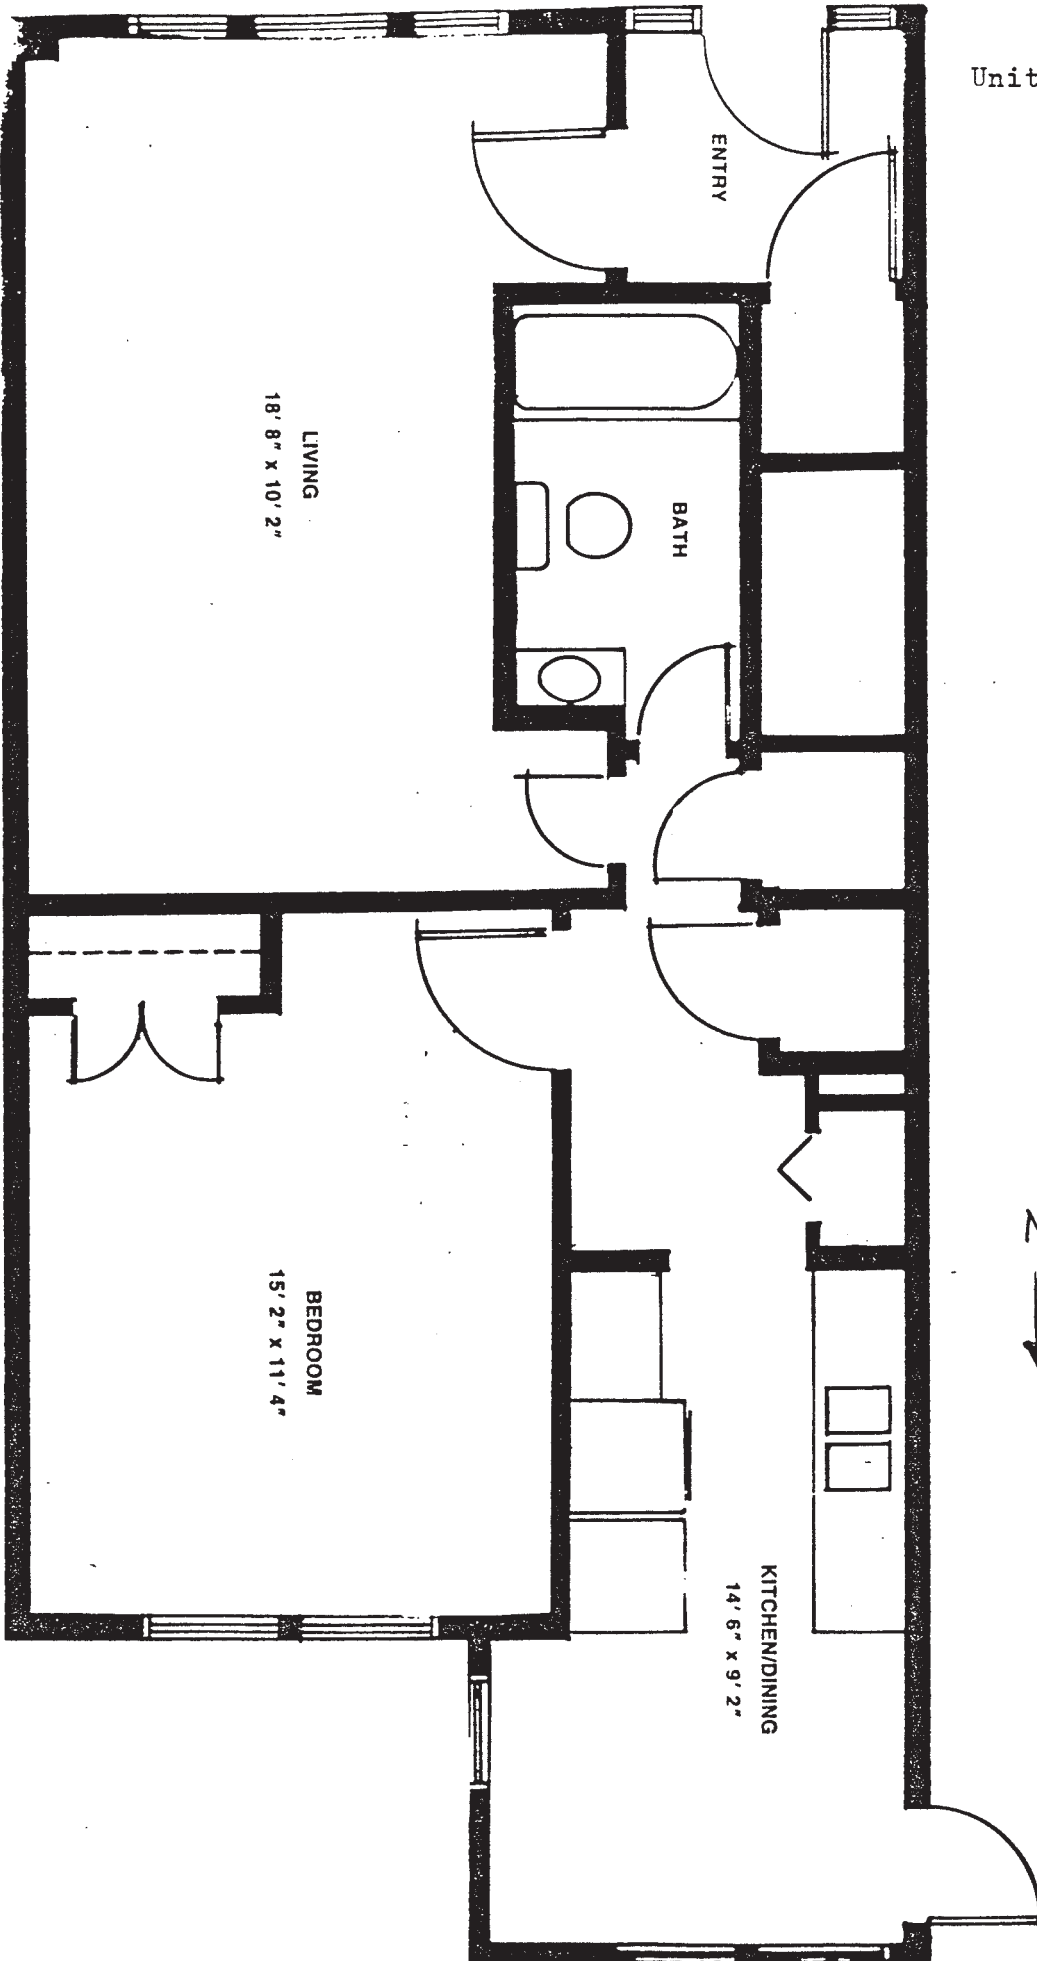 Unit
ENTRY
LIVING
18' 8" x 10' 2"
BATH
BEDROOM
15' 2" x 11' 4"
KITCHEN/DINING
14' 6" x 9' 2"